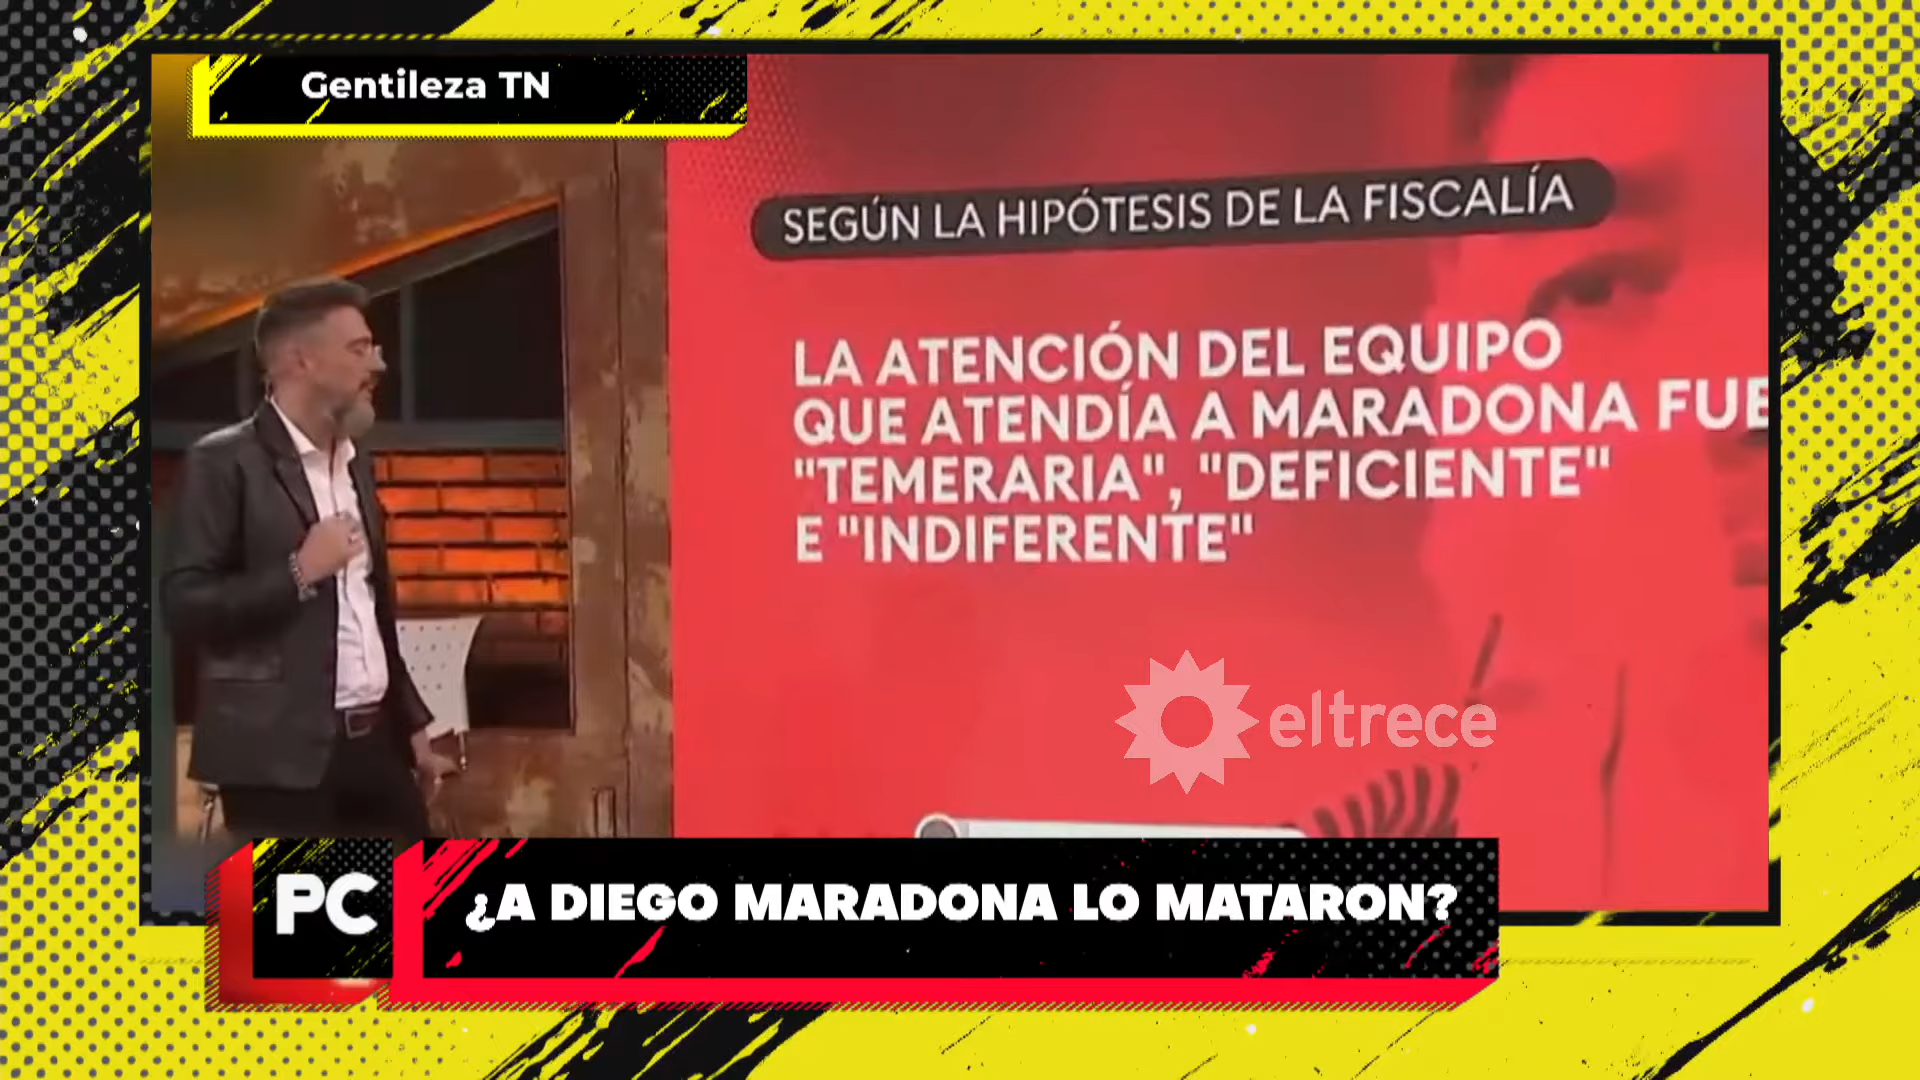 Gentileza TN
SEGÚN LA HIPÓTESIS DE LA FISCALÍA
LA ATENCIÓN DEL EQUIPO
QUE ATENDÍA A MARADONA FUE
"TEMERARIA", "DEFICIENTE"
E "INDIFERENTE"
eltrece
PC
¿A DIEGO MARADONA LO MATARON?